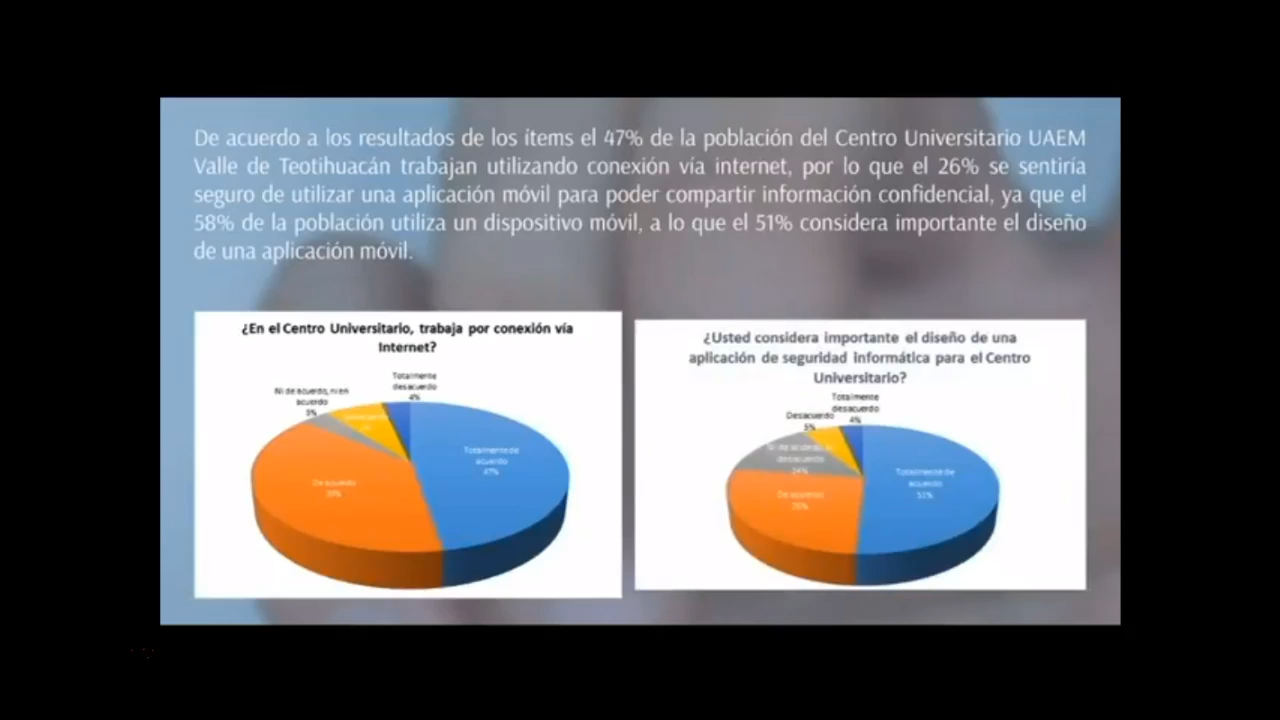 De acuerdo a los resultados de los ítems el 47% de la población del Centro Universitario UAEM
Valle de Teotihuacán trabajan utilizando conexión vía internet, por lo que el 26% se sentiría
seguro de utilizar una aplicación móvil para poder compartir información confidencial, ya que el
58% de la población utiliza un dispositivo móvil, a lo que el 51% considera importante el diseño
de una aplicación móvil.
¿En el Centro Universitario, trabaja por conexión vía
Internet?
Totalmente
desacuerdo
4%
Ni de acuerdo, ni en
acuerdo
3%
Totalmente de
acuerdo
47%
De acuerdo
¿Usted considera importante el diseño de una
aplicación de seguridad informática para el Centro
Universitario?
Totalmente
desacuerdo
4%
Desacuerdo
5%
Ni de acuerdo
desacuerdo
14%
Totalmente de
acuerdo
51%
De acuerdo